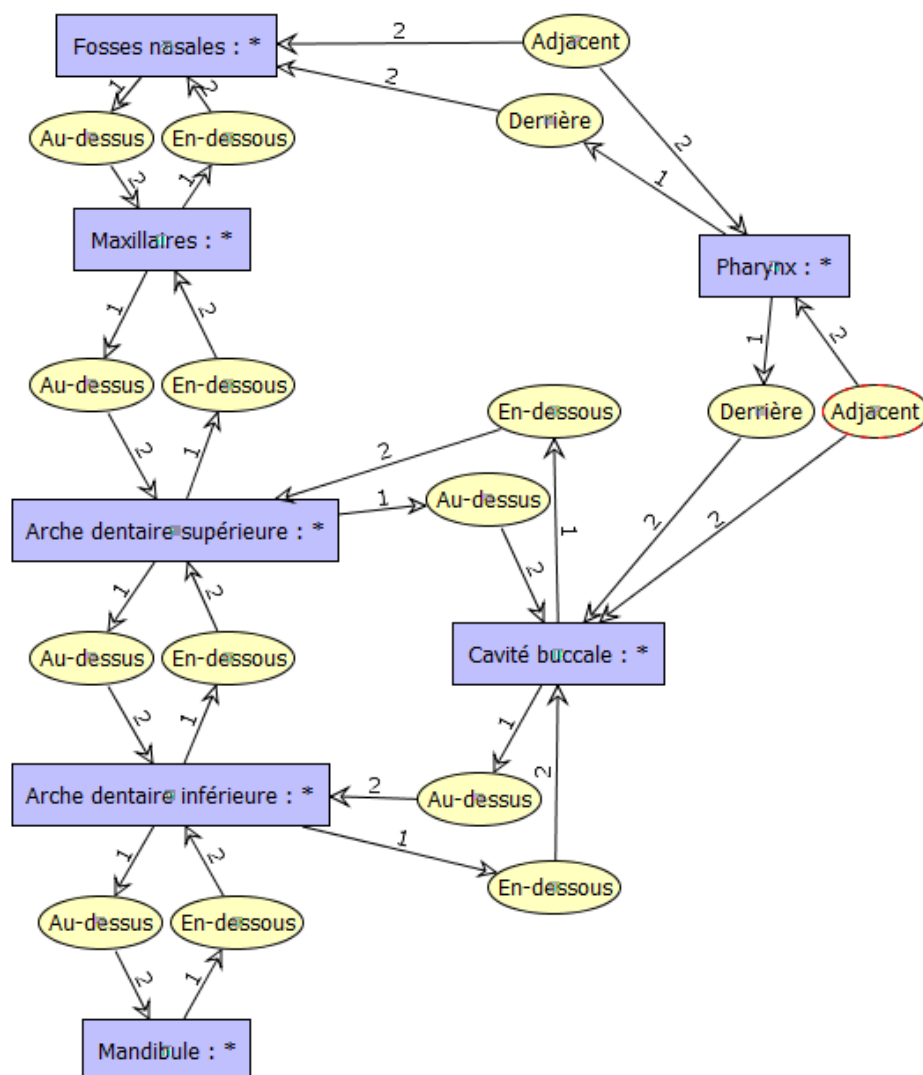 Fosses nasales : *
2
Adjacent
2
Derrière
1
2
Au-dessus
En-dessous
2
1
2
1
Maxillaires : *
Pharynx : *
1
2
1
2
Au-dessus
En-dessous
En-dessous
Derrière
Adjacent
2
1
2
1
Au-dessus
Arche dentaire supérieure : *
2
1
2
2
1
2
Au-dessus
En-dessous
Cavité buccale : *
2
1
1
2
Arche dentaire inférieure : *
2
Au-dessus
1
2
1
En-dessous
Au-dessus
En-dessous
2
1
Mandibule : *